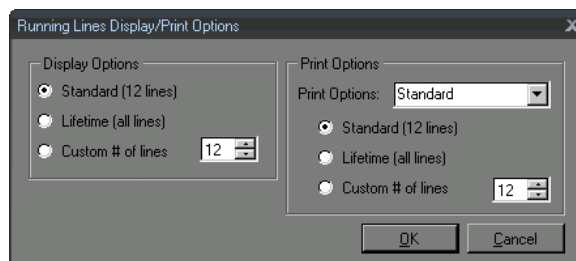 Running Lines Display/Print Options
Display Options
Standard (12 lines)
Lifetime (all lines)
Custom # of lines 12
Print Options
Print Options: Standard
Standard (12 lines)
Lifetime (all lines)
Custom # of lines 12
OK Cancel